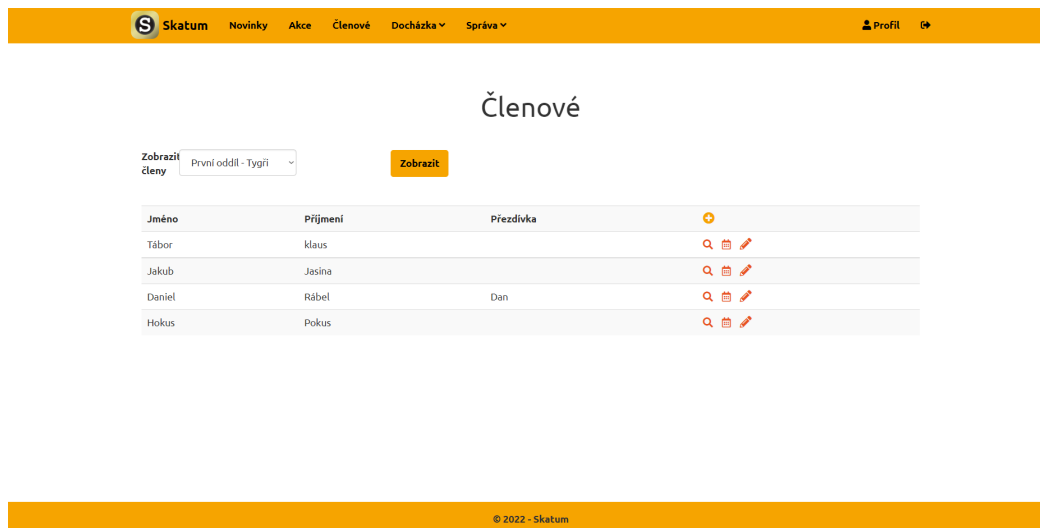 S Skatum Novinky Akce Členové Docházka Správa Profil
Členové
Zobrazit členy První oddíl - Tygři Zobrazit
Jméno Příjmení Přezdívka
Tábor klaus
Jakub Jasina
Daniel Rábel Dan
Hokus Pokus
© 2022 - Skatum